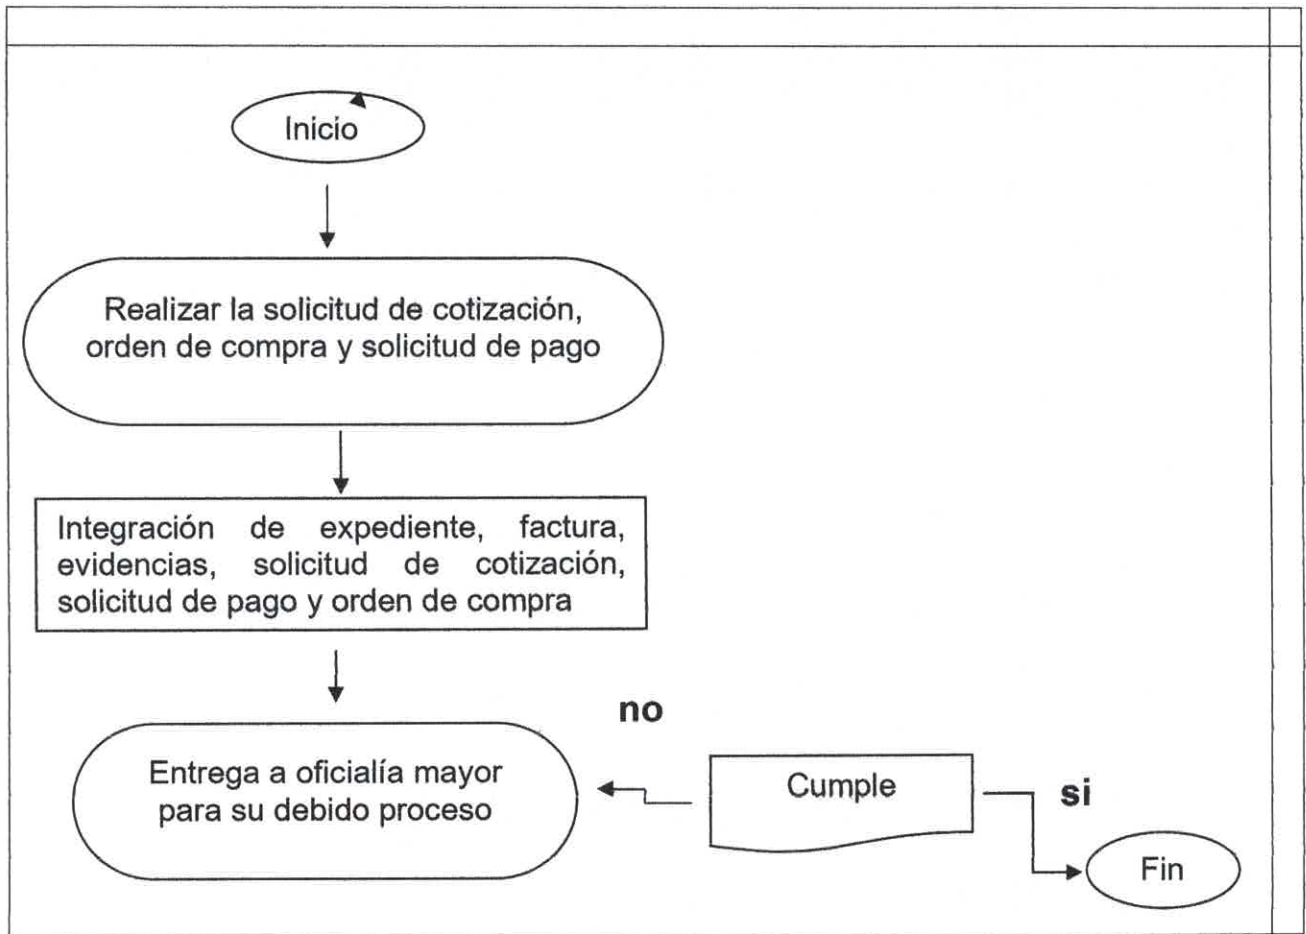 Inicio
Realizar la solicitud de cotización,
orden de compra y solicitud de pago
Integración de expediente, factura,
evidencias, solicitud de cotización,
solicitud de pago y orden de compra
no
Entrega a oficialía mayor
para su debido proceso
Cumple
si
Fin